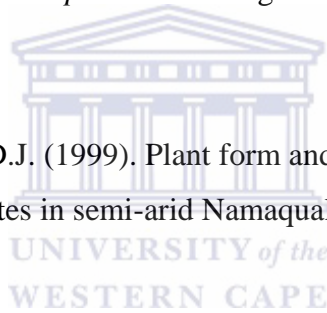 D.J. (1999). Plant form and
tes in semi-arid Namaqual
UNIVERSITY of the
WESTERN CAPE